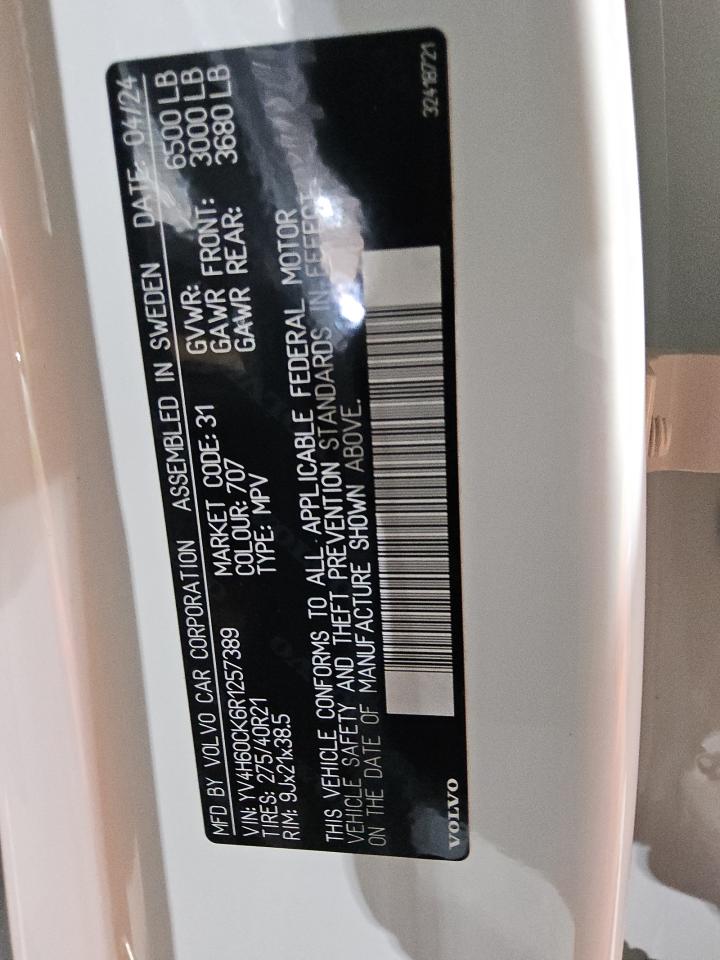 MFD BY VOLVO CAR CORPORATION ASSEMBLED IN SWEDEN DATE: 04/24
VIN: YV4H60CK6R1257389 MARKET CODE: 31 GVWR: 6500 LB
TIRES: 275/40R21 COLOUR: 707 GAWR FRONT: 3000 LB
RIM: 9Jx21x38.5 TYPE: MPV GAWR REAR: 3680 LB
THIS VEHICLE CONFORMS TO ALL APPLICABLE FEDERAL MOTOR
VEHICLE SAFETY AND THEFT PREVENTION STANDARDS IN EFFECT
ON THE DATE OF MANUFACTURE SHOWN ABOVE.
VOLVO 32418721